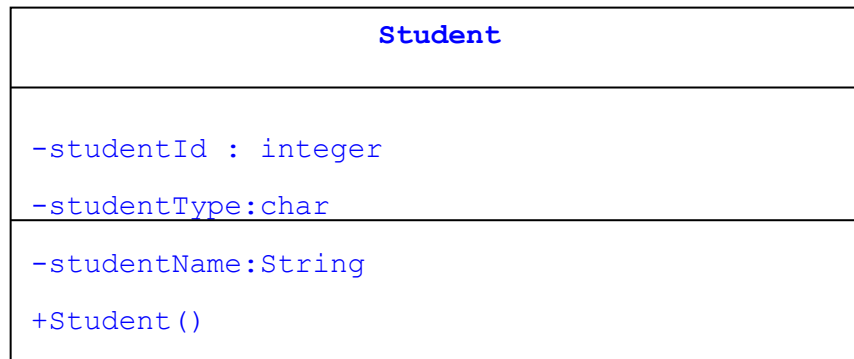 Student
-studentId : integer
-studentType:char
-studentName:String
+Student()